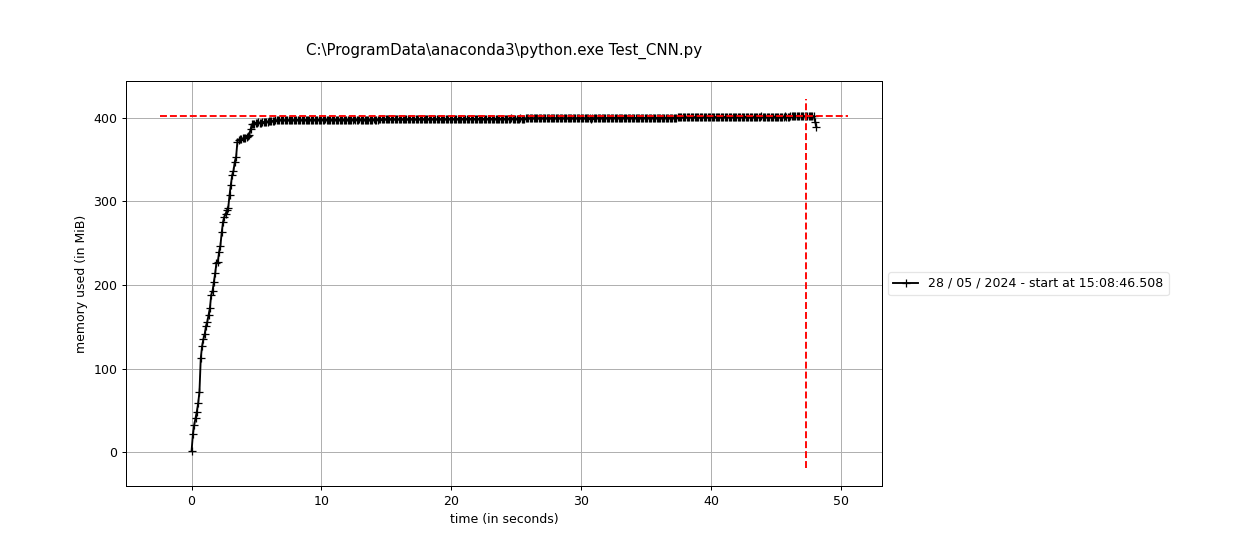 C:\ProgramData\anaconda3\python.exe Test_CNN.py
400
300
200
100
0
memory used (in MiB)
0 10 20 30 40 50
time (in seconds)
28 / 05 / 2024 - start at 15:08:46.508